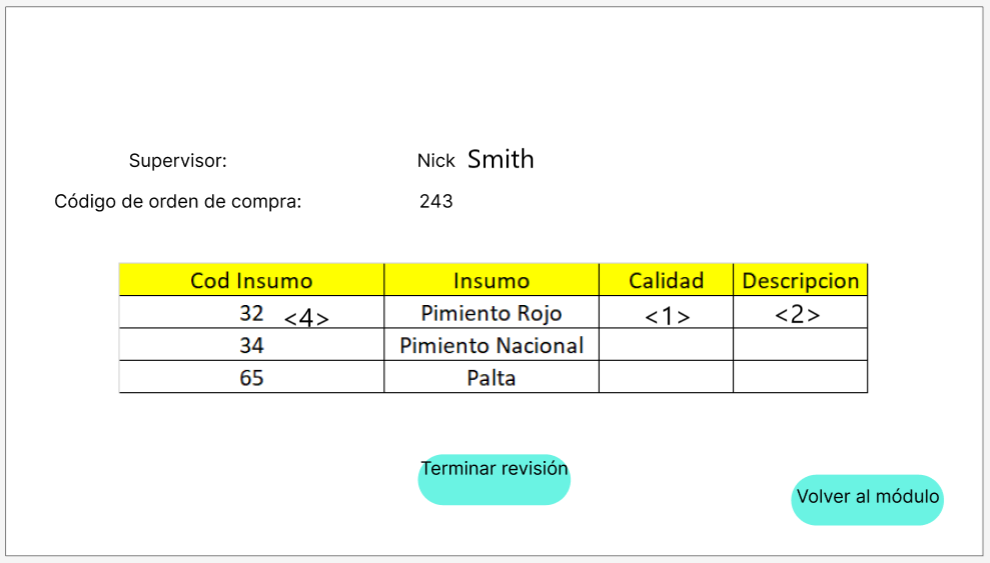 Supervisor: Nick Smith
Código de orden de compra: 243
Cod Insumo Insumo Calidad Descripcion
32 <4> Pimiento Rojo <1> <2>
34 Pimiento Nacional
65 Palta
Terminar revisión
Volver al módulo